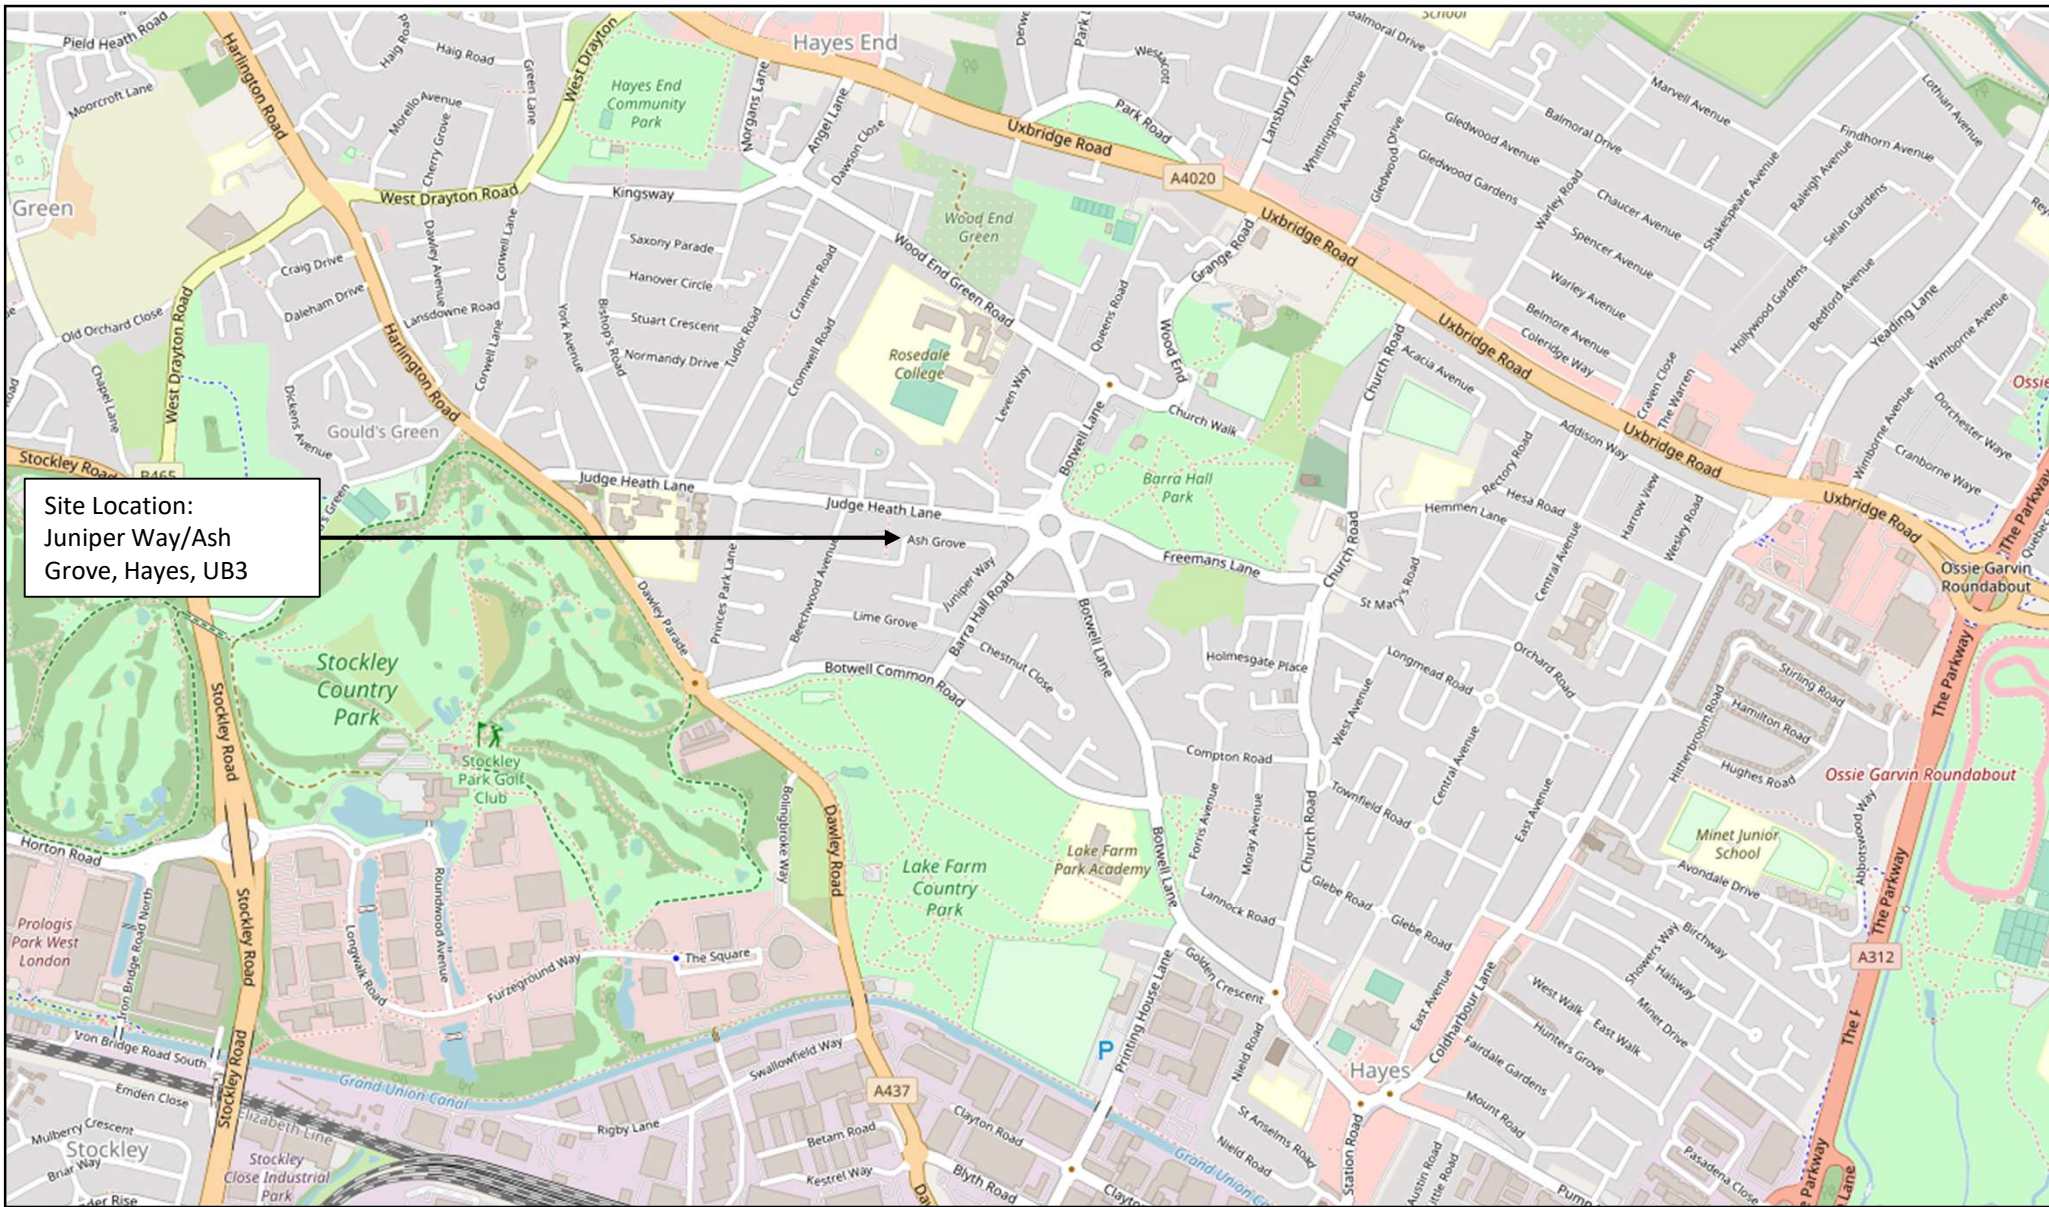 Pield Heath Road
Harlington Road
Haig Road
Green Lane
West Drayton
Hayes End
School
Balmoral Drive
Westacott
Moorcroft Lane
Morello Avenue
Cherry Grove
Hayes End
Community
Park
Morgans Lane
Angel Lane
Dawson Close
Park Road
Lansbury Drive
Whittington Avenue
Gledwood Drive
Gledwood Avenue
Gledwood Gardens
Balmoral Drive
Marvell Avenue
Lothian Avenue
Findhorn Avenue
Uxbridge Road
A4020
Green
West Drayton Road
Kingsway
Warley Road
Chaucer Avenue
Shakespeare Avenue
Raleigh Avenue
Selan Gardens
Dawley Avenue
Corwell Lane
Corwell Lane
Saxony Parade
Wood End
Green
Uxbridge Road
Craig Drive
Hanover Circle
Cranmer Road
Wood End Green Road
Grange Road
Spencer Avenue
Warley Avenue
Hollywood Gardens
Bedford Avenue
Yeading Lane
Daleham Drive
Lansdowne Road
York Avenue
Bishop's Road
Stuart Crescent
Tudor Road
Queens Road
Wood End
Belmore Avenue
Coleridge Way
Wimborne Avenue
Old Orchard Close
West Drayton Road
Harlington Road
Normandy Drive
Cromwell Road
Rosedale
College
Church Road
Uxbridge Road
Acacia Avenue
Craven Close
The Warren
Ossie
Chapel Lane
Dickens Avenue
Corwell Lane
Leven Way
Church Walk
Addison Way
Uxbridge Road
Wimborne Avenue
Dorchester Waye
Cranborne Waye
Gould's Green
Botwell Lane
Rectory Road
Stockley Road
B465
Judge Heath Lane
Judge Heath Lane
Barra Hall
Park
Hemmen Lane
Hesa Road
Harrow View
Wesley Road
Uxbridge Road
The Parkway
Site Location:
Juniper Way/Ash
Grove, Hayes, UB3
Ash Grove
Freemans Lane
Church Road
Central Avenue
Ossie Garvin
Roundabout
Dawley Parade
Princes Park Lane
Beechwood Avenue
Juniper Way
Lime Grove
Barra Hall Road
Botwell Lane
St Mary's Road
Stockley
Country
Park
Chestnut Close
Holmesgate Place
Longmead Road
Orchard Road
Stirling Road
Hamilton Road
The Parkway
Stockley Road
Botwell Common Road
West Avenue
Hitherbroom Road
Hughes Road
Stockley
Park Golf
Club
Compton Road
Central Avenue
Ossie Garvin Roundabout
Horton Road
Bolingbroke Way
Dawley Road
Forris Avenue
Moray Avenue
Church Road
Townfield Road
East Avenue
Minet Junior
School
Abbotswood Way
Lake Farm
Country
Park
Lake Farm
Park Academy
Botwell Lane
Avondale Drive
The Parkway
Prologis
Park West
London
Iron Bridge Road North
Stockley Road
Longwalk Road
Roundwood Avenue
Lannock Road
Glebe Road
Glebe Road
Furzeground Way
The Square
Printing House Lane
Golden Crescent
Showers Way
Birchway
Halsway
A312
East Avenue
Coldharbour Lane
West Walk
East Walk
Minet Drive
Hunters Grove
Fairdale Gardens
Iron Bridge Road South
Stockley Road
Grand Union Canal
Swallowfield Way
P
Nield Road
Hayes
Emden Close
Elizabeth Line
A437
Mount Road
Mulberry Crescent
Stockley
Rigby Lane
Betam Road
Clayton Road
St Anselms Road
Pasadena Close
Briar Way
Stockley
Close Industrial
Park
Kestrel Way
Blyth Road
Nield Road
Station Road
Austin Road